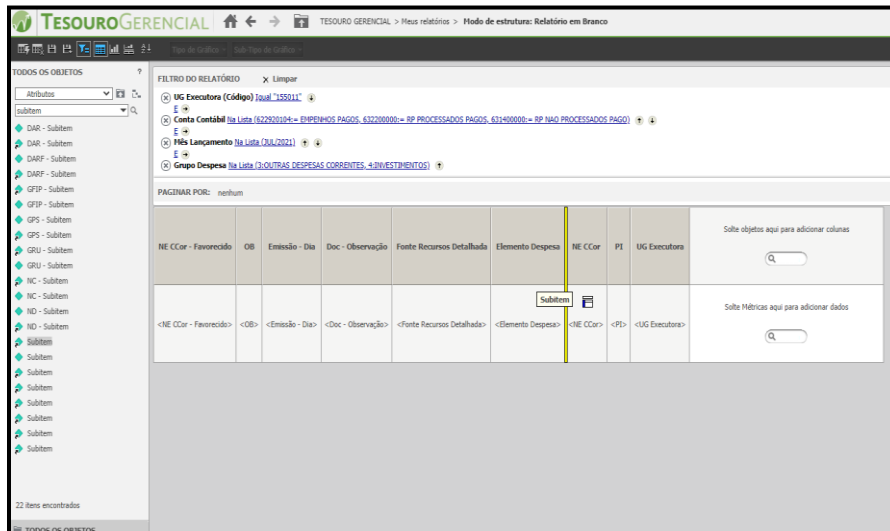 TESOUROGERENCIAL
TESOURO GERENCIAL > Meus relatórios > Modo de estrutura: Relatório em Branco
Tipo de Gráfico
Sub-Tipo de Gráfico
TODOS OS OBJETOS ?
Atributos
subitem
DAR - Subitem
DAR - Subitem
DARF - Subitem
DARF - Subitem
GFIP - Subitem
GFIP - Subitem
GPS - Subitem
GPS - Subitem
GRU - Subitem
GRU - Subitem
NC - Subitem
NC - Subitem
ND - Subitem
ND - Subitem
Subitem
Subitem
Subitem
Subitem
Subitem
Subitem
Subitem
Subitem
22 itens encontrados
TODOS OS OBJETOS
FILTRO DO RELATÓRIO x Limpar
UG Executora (Código) Igual "155011"
E
Conta Contábil Na Lista (622920104:= EMPENHOS PAGOS, 632200000:= RP PROCESSADOS PAGOS, 631400000:= RP NAO PROCESSADOS PAGO)
E
Mês Lançamento Na Lista (JUL/2021)
E
Grupo Despesa Na Lista (3:OUTRAS DESPESAS CORRENTES, 4:INVESTIMENTOS)
PAGINAR POR: nenhum
NE CCor - Favorecido OB Emissão - Dia Doc - Observação Fonte Recursos Detalhada Elemento Despesa NE CCor PI UG Executora
Solte objetos aqui para adicionar colunas
Subitem
<NE CCor - Favorecido> <OB> <Emissão - Dia> <Doc - Observação> <Fonte Recursos Detalhada> <Elemento Despesa> <NE CCor> <PI> <UG Executora>
Solte Métricas aqui para adicionar dados